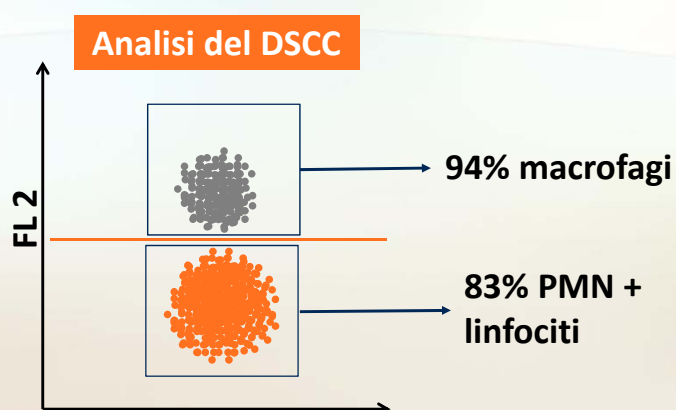 Analisi del DSCC
FL 2
94% macrofagi
83% PMN +
linfociti